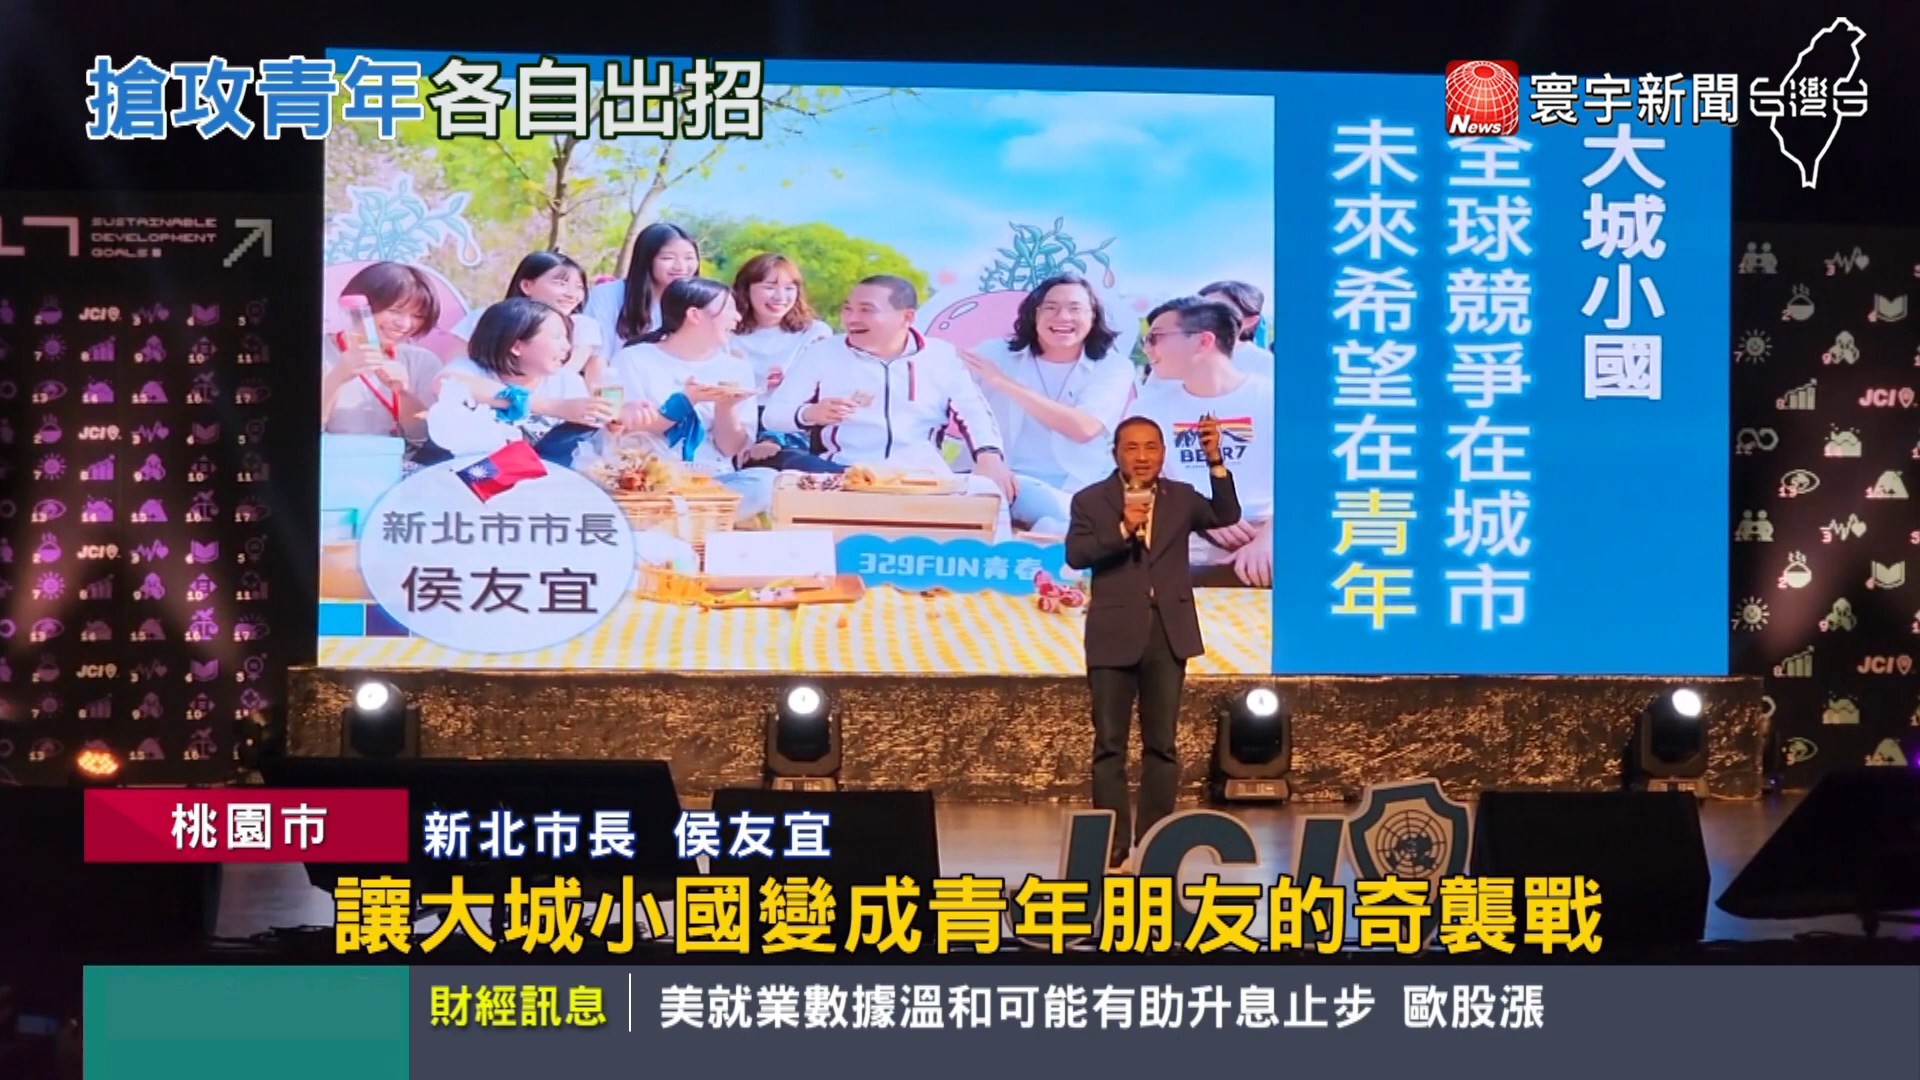 搶攻青年各自出招
News 寰宇新聞 台灣台
大城小國
全球競爭在城市
未來希望在青年
17 SUSTAINABLE
DEVELOPMENT
GOALS
新北市市長
侯友宜
329FUN青春
BEAR7
JCI
桃園市
新北市長 侯友宜
讓大城小國變成青年朋友的奇襲戰
財經訊息 美就業數據溫和可能有助升息止步 歐股漲